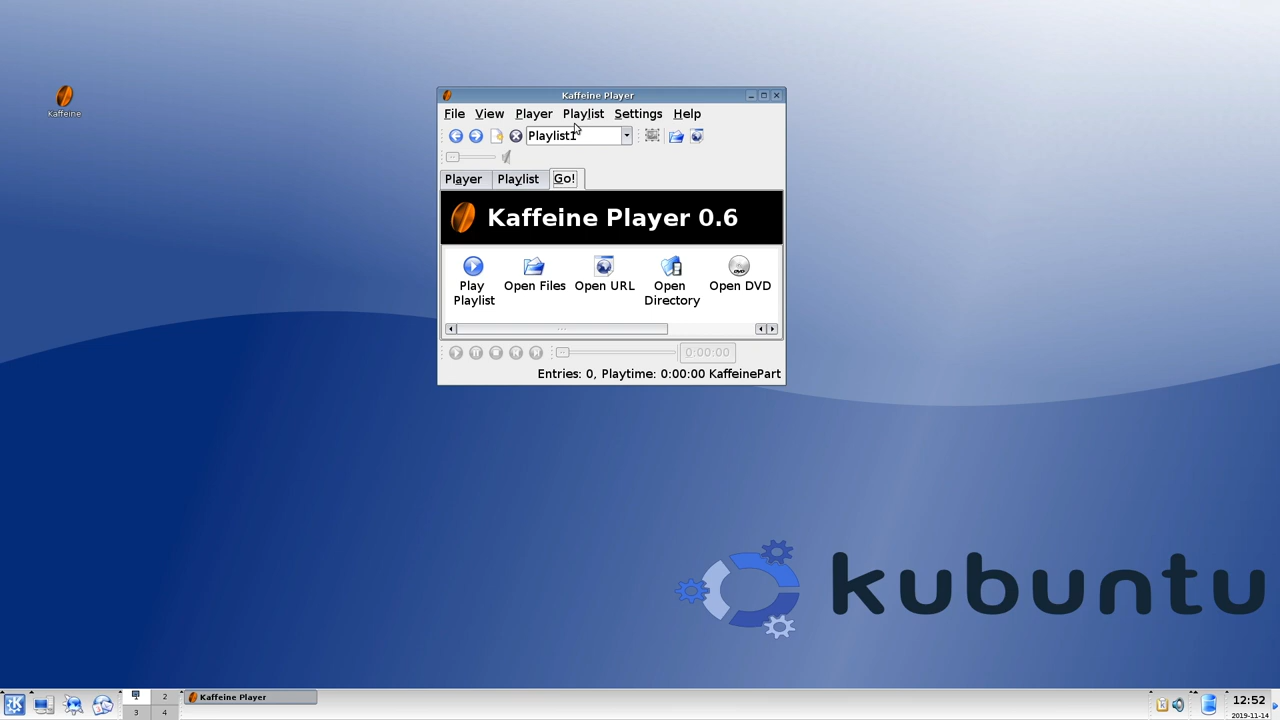 Kaffeine
Kaffeine Player
File View Player Playlist Settings Help
Playlist1
Player Playlist Go!
Kaffeine Player 0.6
Play Playlist
Open Files
Open URL
Open Directory
Open DVD
0:00:00
Entries: 0, Playtime: 0:00:00 KaffeinePart
kubuntu
2
3 4
Kaffeine Player
12:52
2019-11-14